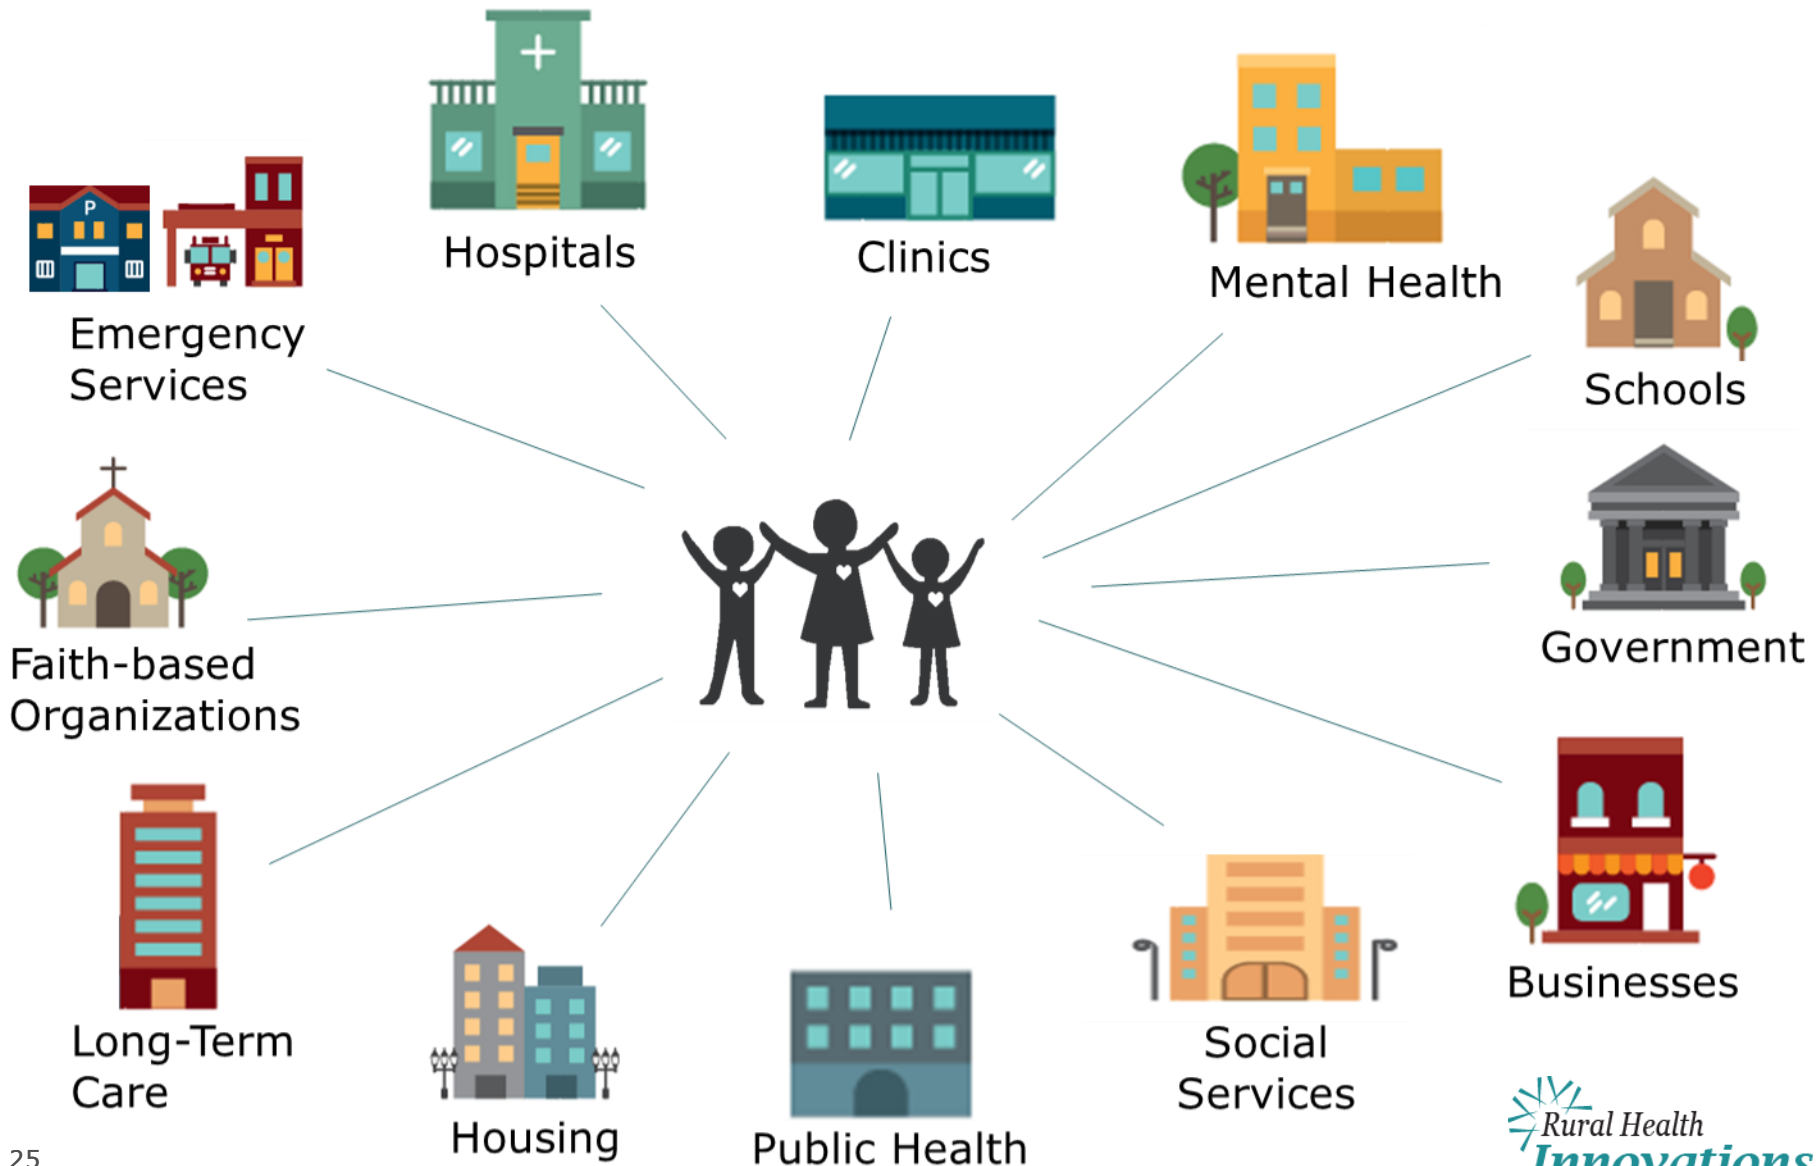 Hospitals
Clinics
Mental Health
P
Emergency
Services
Schools
Faith-based
Organizations
Government
Long-Term
Care
Housing
Public Health
Social
Services
Businesses
Rural Health
Innovations
25